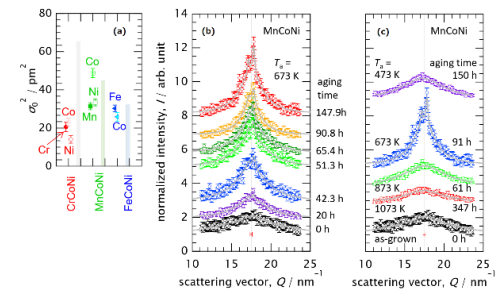 (a)
80
60
40
20
0
σ₀² / pm²
Co
Ni
Mn
Fe
Co
Co
Cr
Ni
CrCoNi
MnCoNi
FeCoNi
(b)
MnCoNi
14
12
10
8
6
4
2
0
normalized intensity, I / arb. unit
Tₐ =
673 K
aging
time
147.9h
90.8 h
65.4 h
51.3 h
42.3 h
20 h
0 h
10
15
20
scattering vector, Q / nm⁻¹
(c)
MnCoNi
Tₐ =
aging time
473 K
150 h
673 K
91 h
873 K
61 h
1073 K
347 h
as-grown
0 h
10
15
20
scattering vector, Q / nm⁻¹